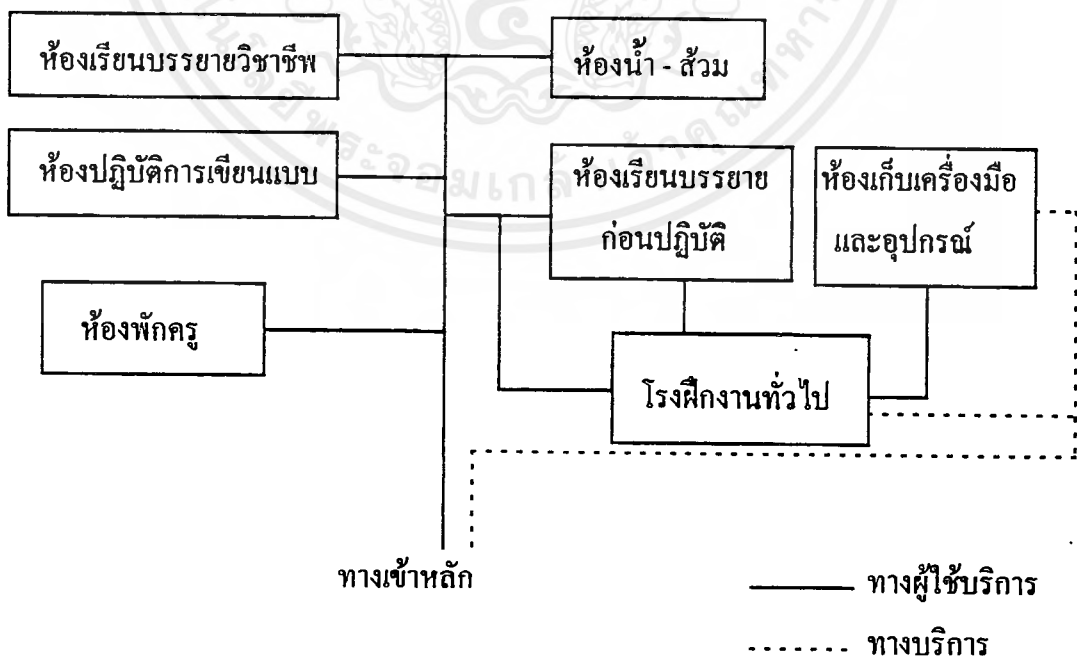 ห้องเรียนบรรยายวิชาชีพ
ห้องน้ำ - ส้วม
ห้องปฏิบัติการเขียนแบบ
ห้องเรียนบรรยาย
ก่อนปฏิบัติ
ห้องเก็บเครื่องมือ
และอุปกรณ์
ห้องพักครู
โรงฝึกงานทั่วไป
ทางเข้าหลัก
ทางผู้ใช้บริการ
ทางบริการ